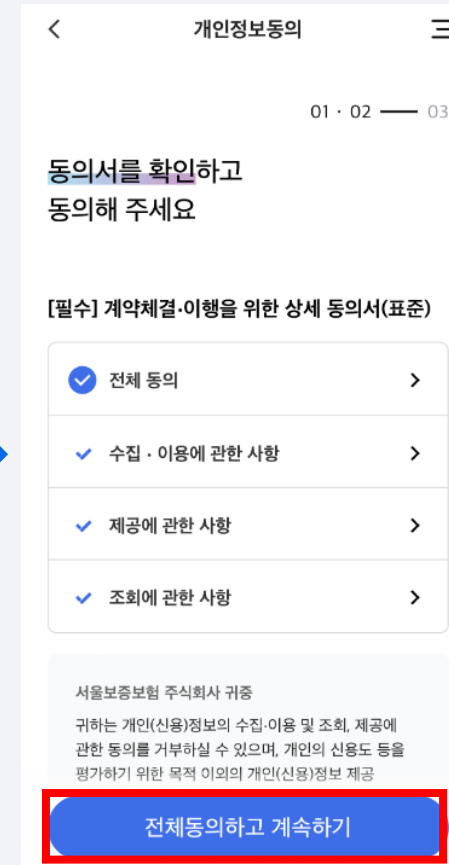 개인정보동의
01 · 02 — 03
동의서를 확인하고
동의해 주세요
[필수] 계약체결·이행을 위한 상세 동의서(표준)
전체 동의
수집 · 이용에 관한 사항
제공에 관한 사항
조회에 관한 사항
서울보증보험 주식회사 귀중
귀하는 개인(신용)정보의 수집·이용 및 조회, 제공에
관한 동의를 거부하실 수 있으며, 개인의 신용도 등을
평가하기 위한 목적 이외의 개인(신용)정보 제공
전체동의하고 계속하기